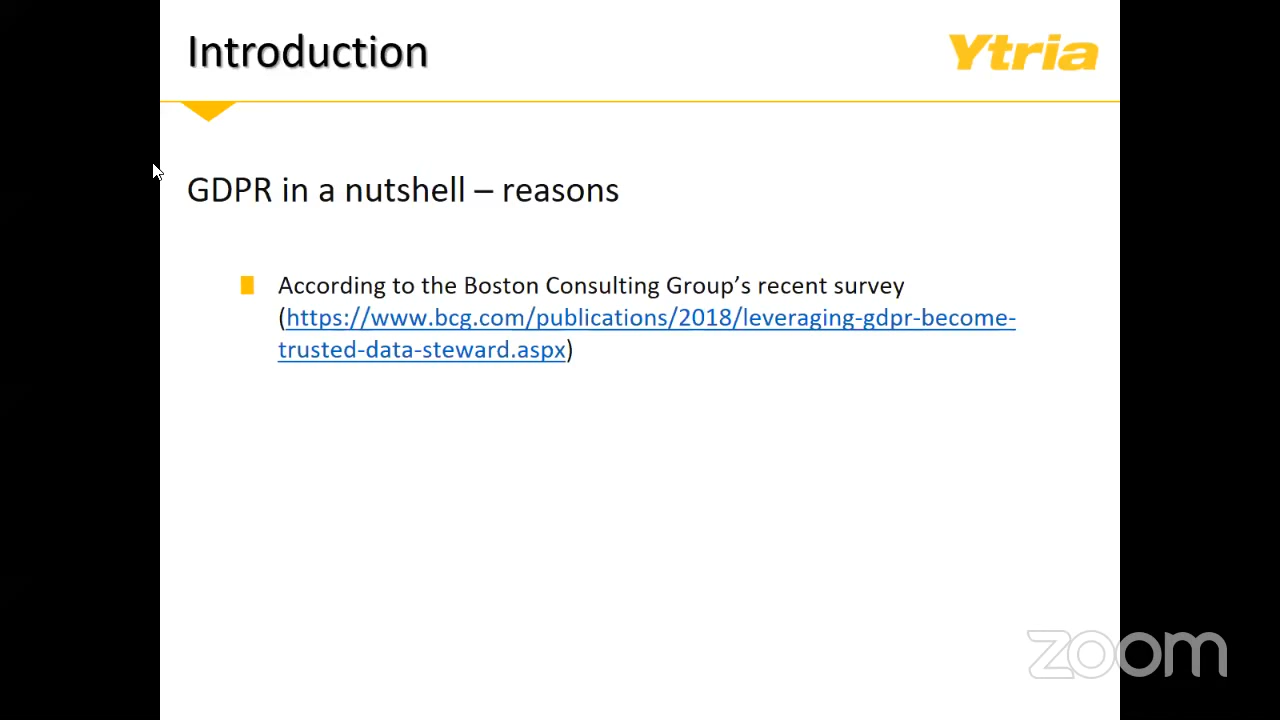 Introduction
Ytria
GDPR in a nutshell – reasons
According to the Boston Consulting Group’s recent survey
(https://www.bcg.com/publications/2018/leveraging-gdpr-become-
trusted-data-steward.aspx)
zoom